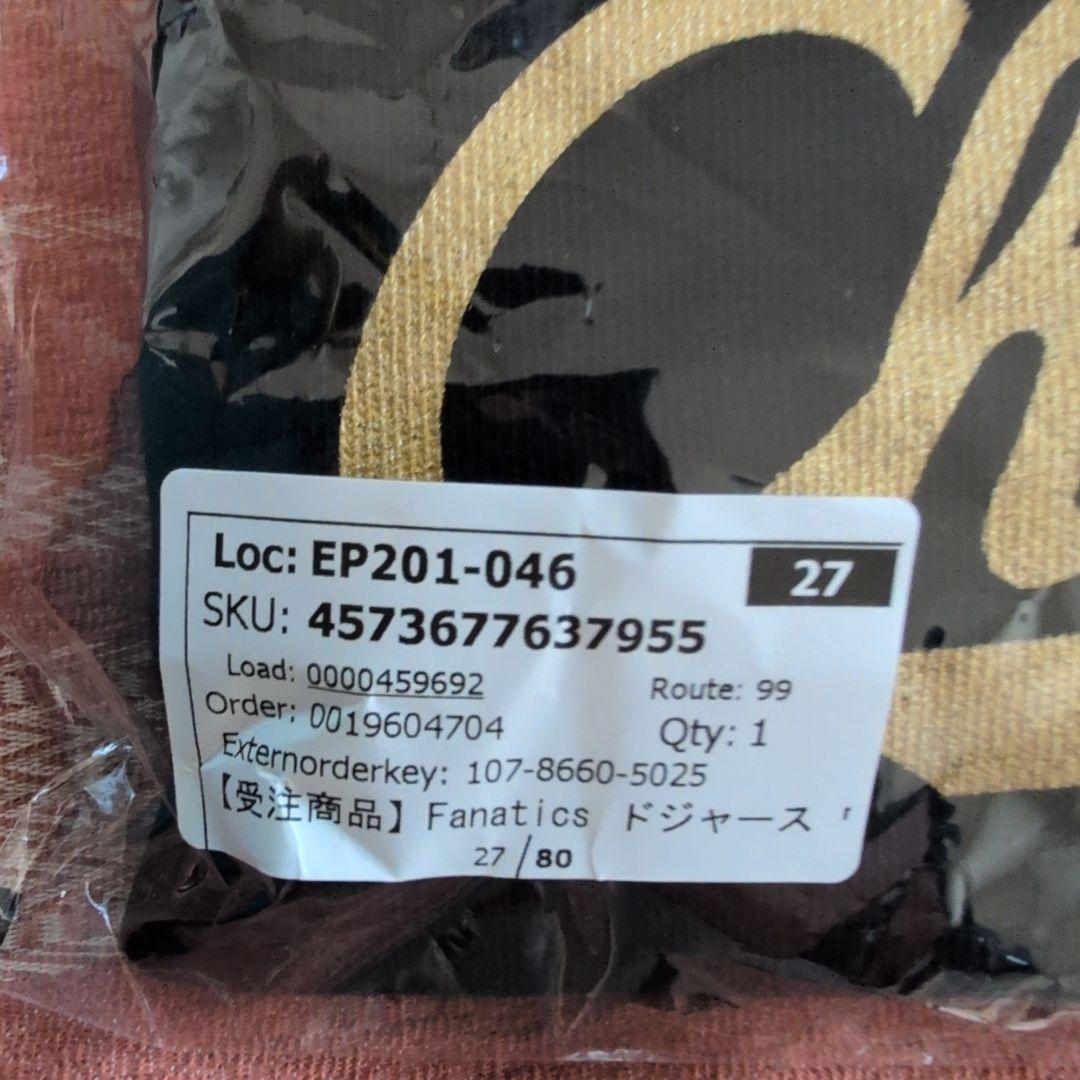 Ch
Loc: EP201-046
27
SKU: 4573677637955
Load: 0000459692
Route: 99
Order: 0019604704
Qty: 1
Externorderkey: 107-8660-5025
【受注商品】Fanatics ドジャース 「
27/80